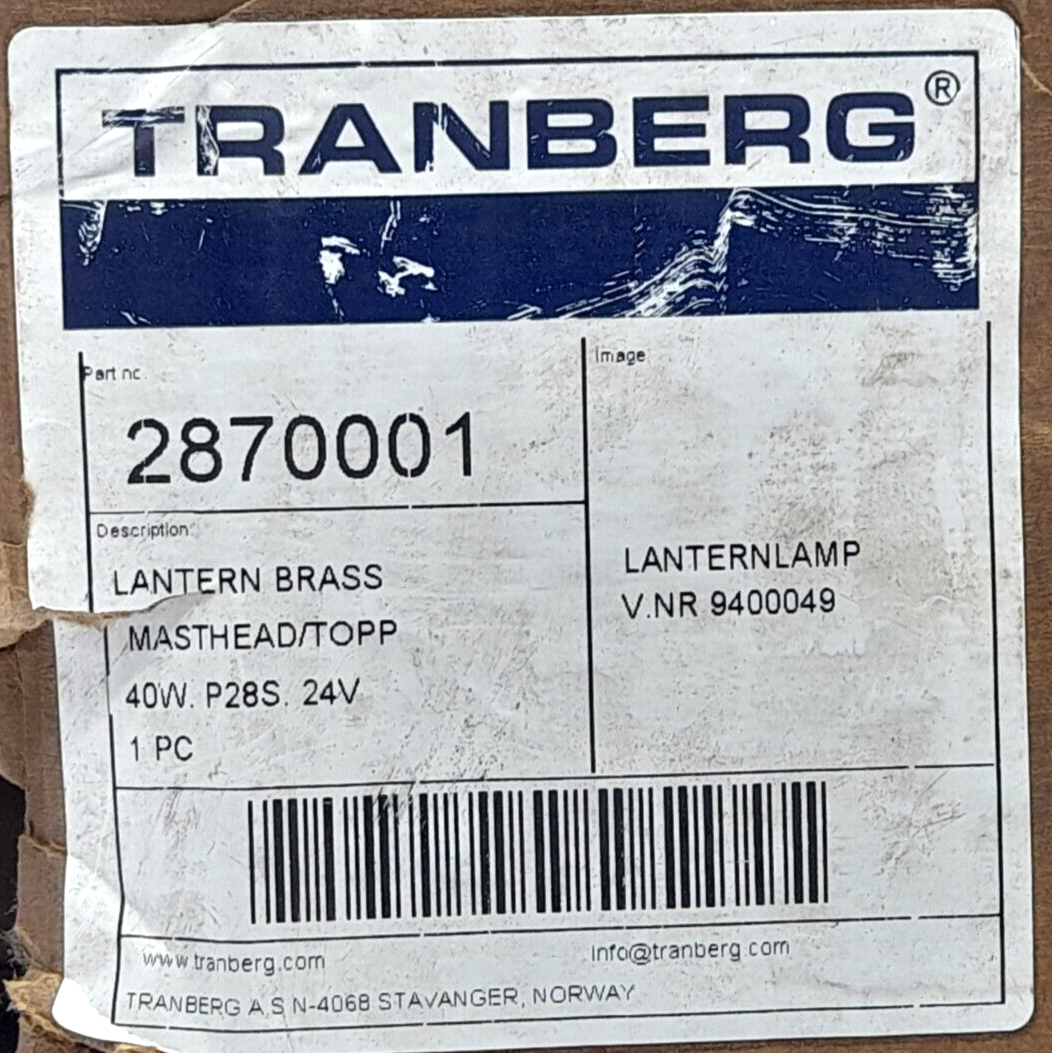 TRANBERG®
Part no.
2870001
Image
Description:
LANTERN BRASS
MASTHEAD/TOPP
40W. P28S. 24V
1 PC
LANTERNLAMP
V.NR 9400049
www.tranberg.com
info@tranberg.com
TRANBERG A.S N-4068 STAVANGER, NORWAY